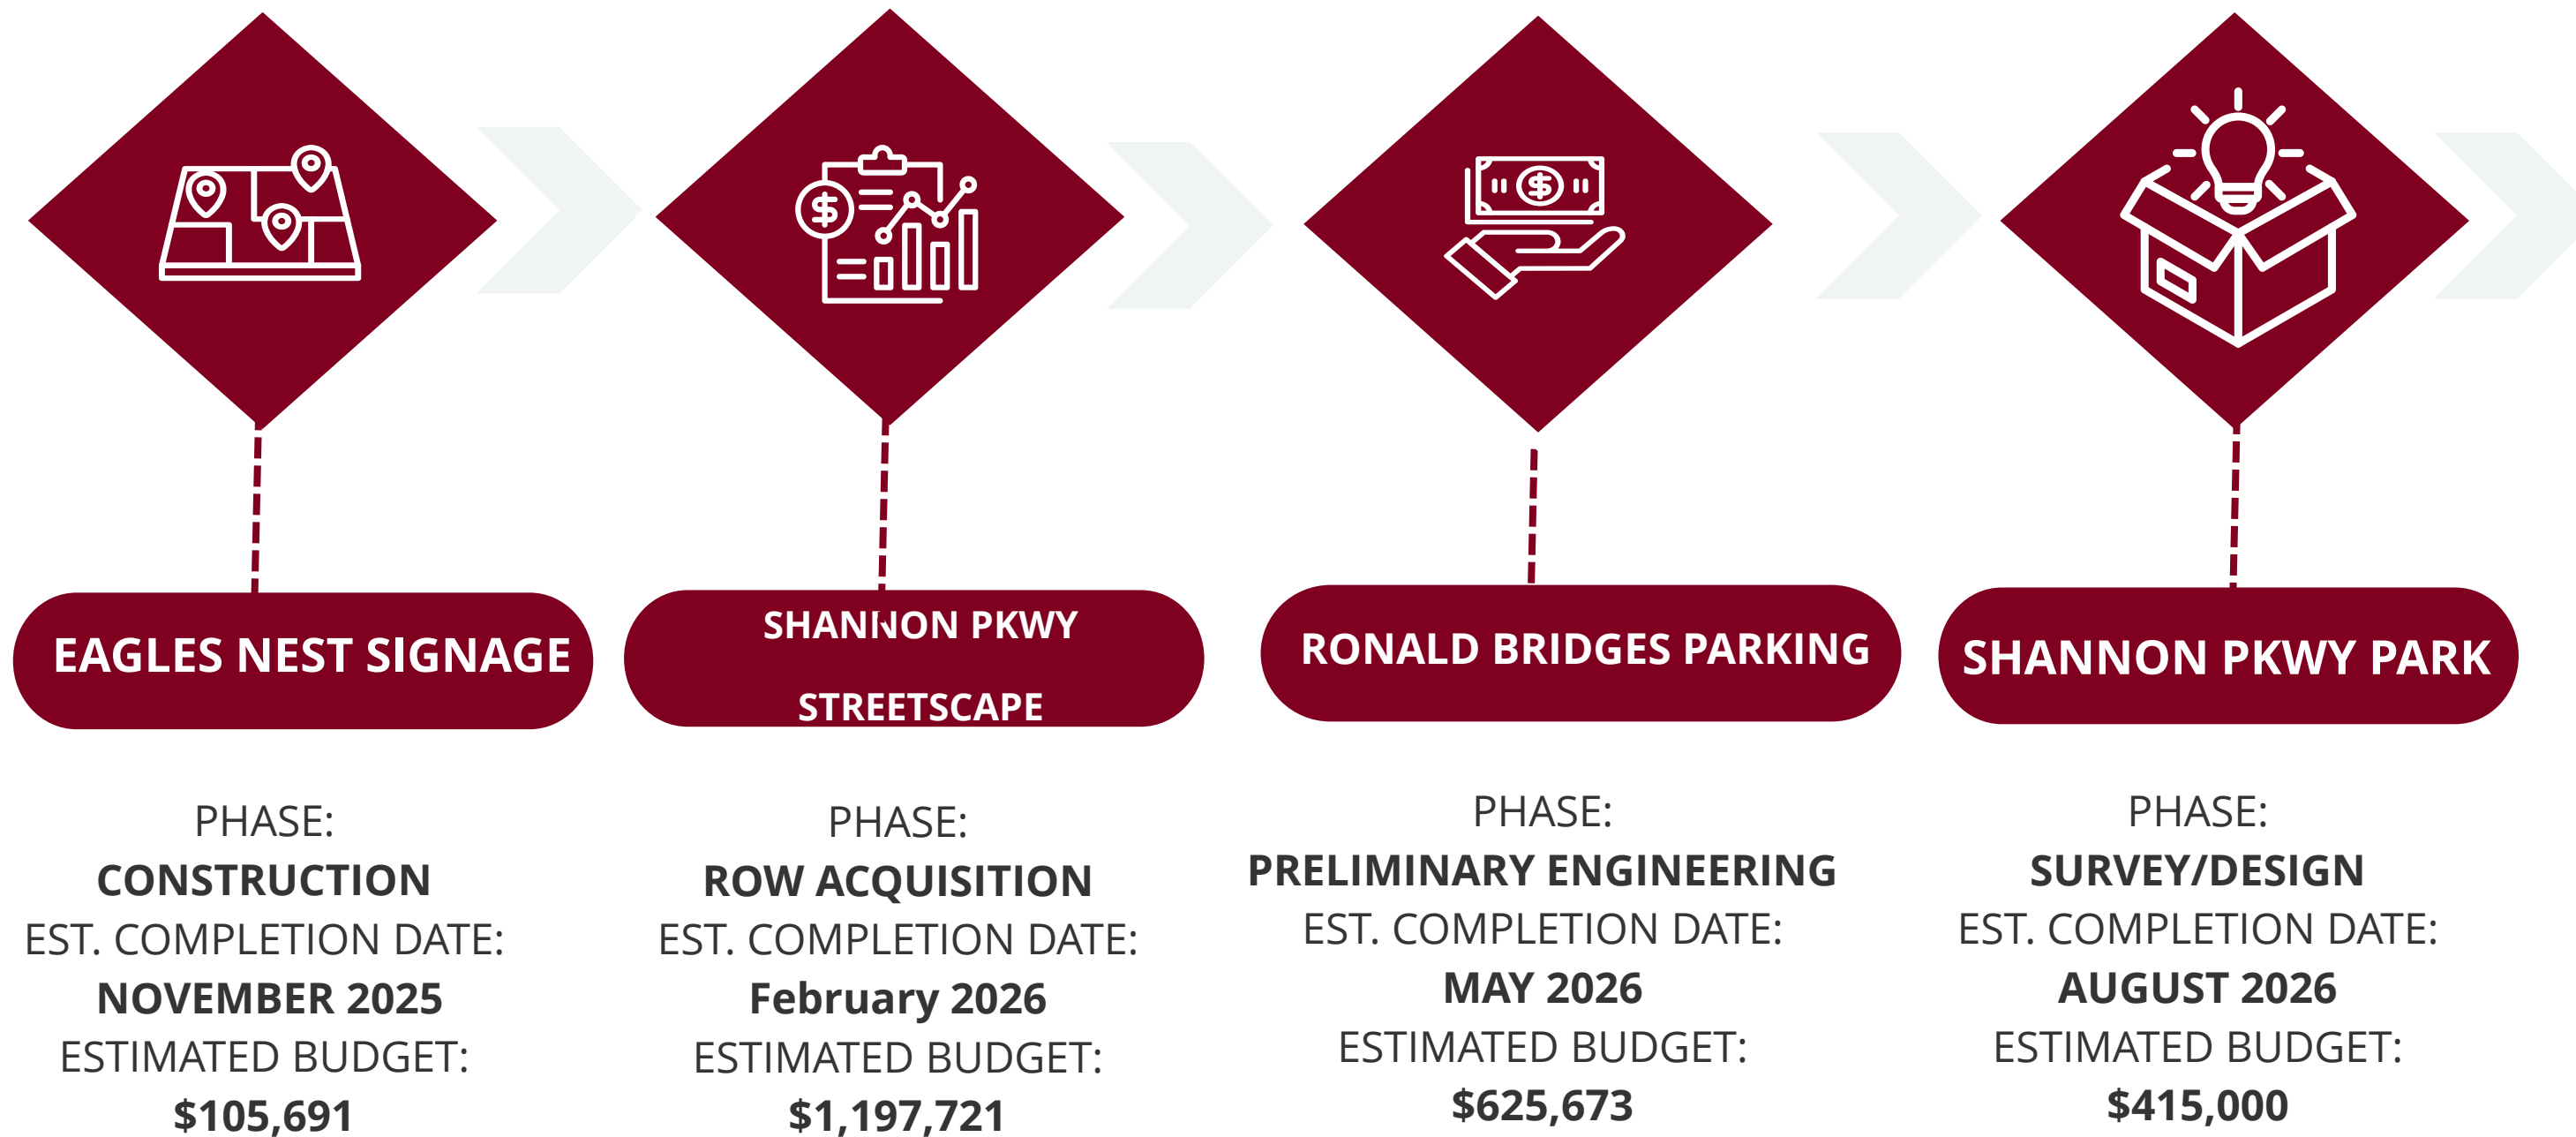 EAGLES NEST SIGNAGE
PHASE:
CONSTRUCTION
EST. COMPLETION DATE:
NOVEMBER 2025
ESTIMATED BUDGET:
$105,691
SHANNON PKWY
STREETSCAPE
PHASE:
ROW ACQUISITION
EST. COMPLETION DATE:
February 2026
ESTIMATED BUDGET:
$1,197,721
RONALD BRIDGES PARKING
PHASE:
PRELIMINARY ENGINEERING
EST. COMPLETION DATE:
MAY 2026
ESTIMATED BUDGET:
$625,673
SHANNON PKWY PARK
PHASE:
SURVEY/DESIGN
EST. COMPLETION DATE:
AUGUST 2026
ESTIMATED BUDGET:
$415,000